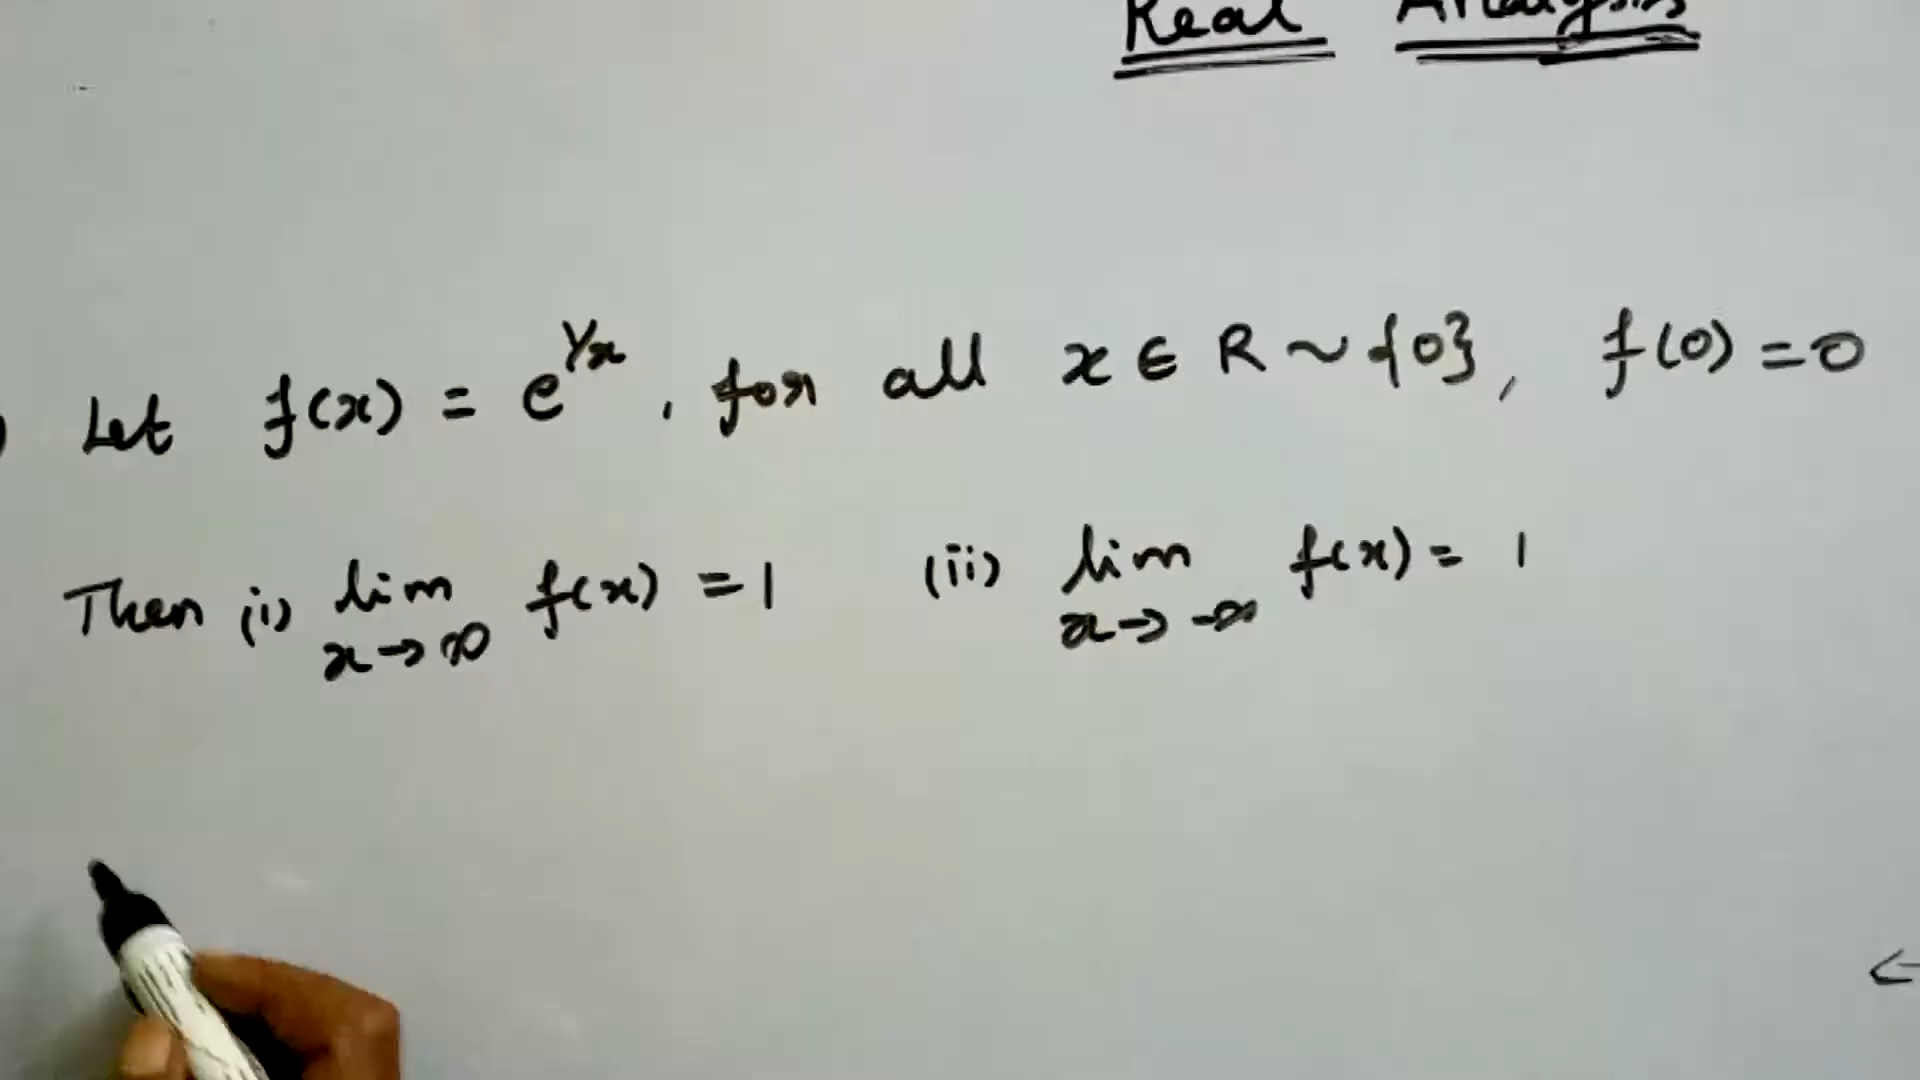 Real Analysis
) Let f(x) = e^{1/x}, for all x ∈ R ~ {0}, f(0) = 0
Then (i) lim_{x→∞} f(x) = 1 (ii) lim_{x→-∞} f(x) = 1
←